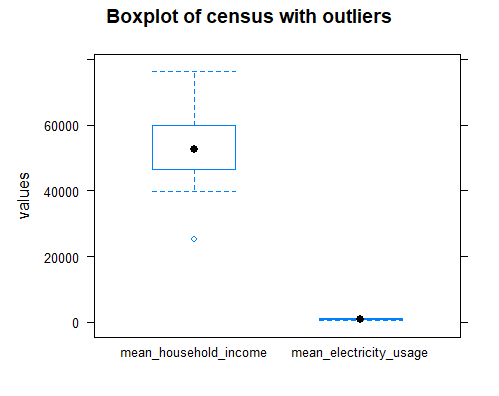 Boxplot of census with outliers
values
60000
40000
20000
0
mean_household_income
mean_electricity_usage